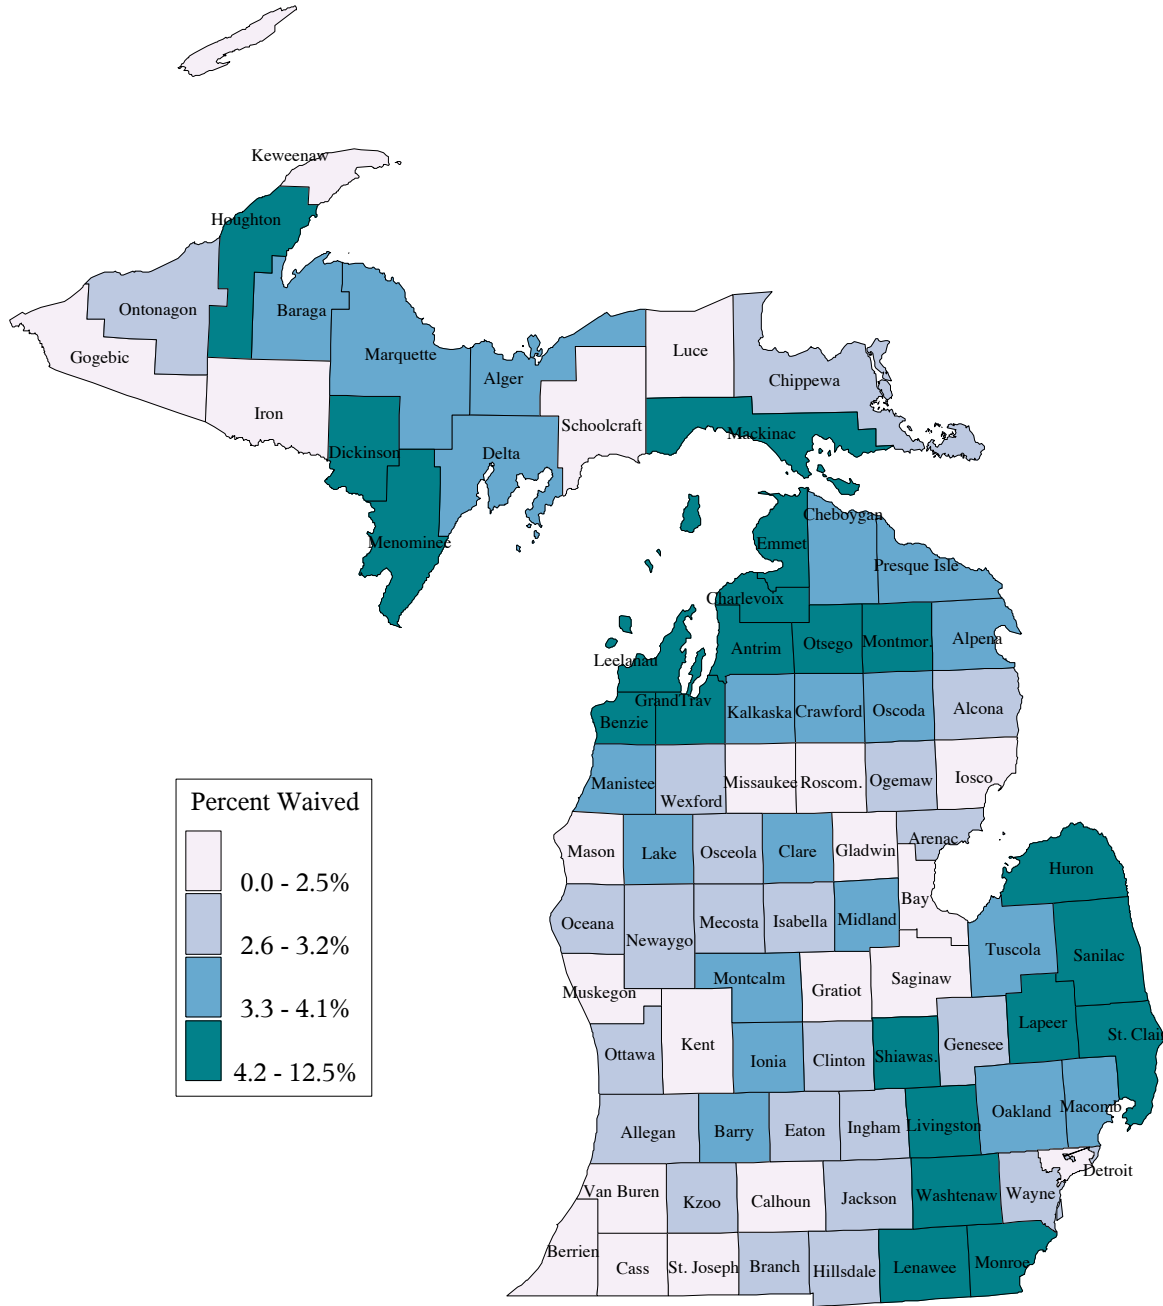 Keweenaw
Houghton
Ontonagon
Baraga
Gogebic
Marquette
Luce
Alger
Chippewa
Iron
Schoolcraft
Mackinac
Dickinson
Delta
Cheboygan
Menominee
Emmet
Presque Isle
Charlevoix
Alpena
Otsego
Montmor.
Antrim
Leelanau
GrandTrav
Kalkaska
Crawford
Oscoda
Alcona
Benzie
Manistee
Missaukee
Roscom.
Ogemaw
Iosco
Wexford
Percent Waived
0.0 - 2.5%
2.6 - 3.2%
3.3 - 4.1%
4.2 - 12.5%
Arenac
Mason
Lake
Osceola
Clare
Gladwin
Huron
Bay
Oceana
Newaygo
Mecosta
Isabella
Midland
Tuscola
Sanilac
Muskegon
Montcalm
Gratiot
Saginaw
Lapeer
St. Clair
Ottawa
Kent
Ionia
Clinton
Shiawas.
Genesee
Allegan
Barry
Eaton
Ingham
Livingston
Oakland
Macomb
Detroit
Van Buren
Kzoo
Calhoun
Jackson
Washtenaw
Wayne
Berrien
Cass
St. Joseph
Branch
Hillsdale
Lenawee
Monroe